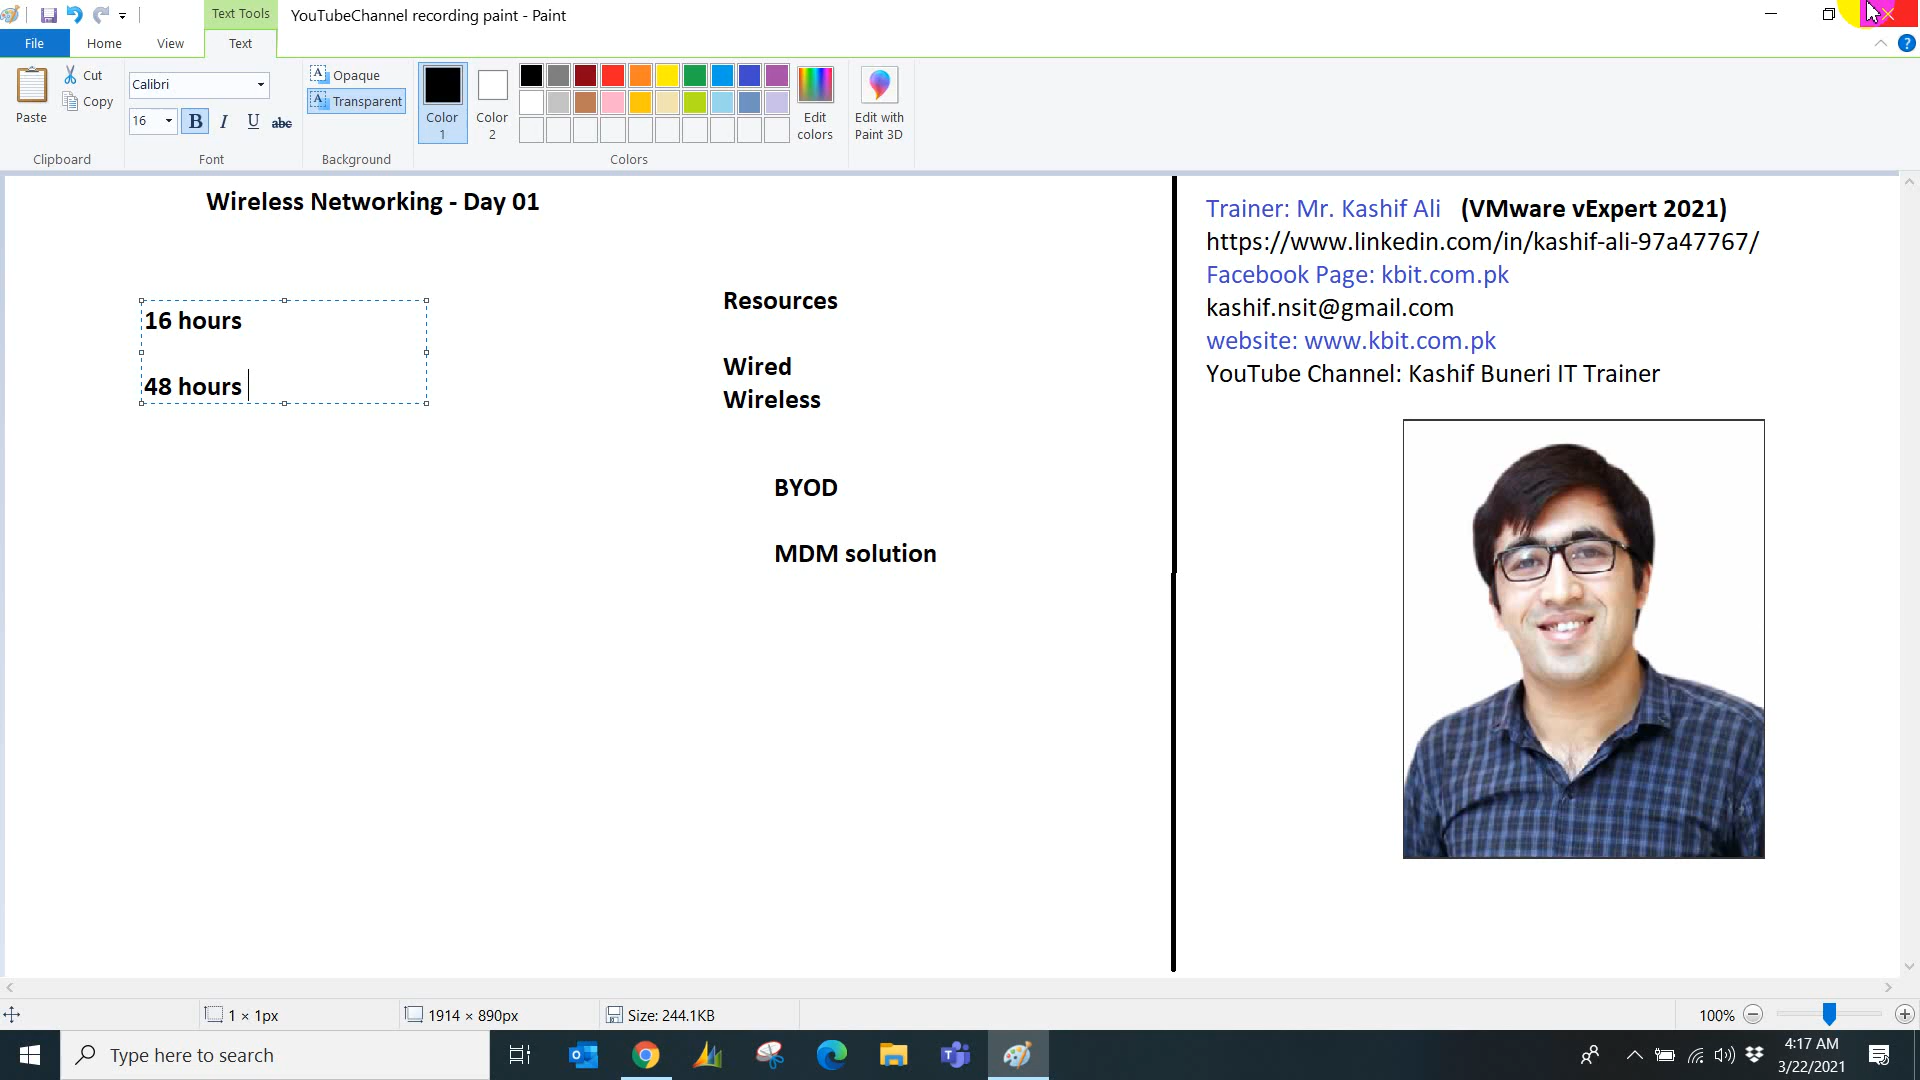 Text Tools
YouTubeChannel recording paint - Paint
File
Home
View
Text
Paste
Cut
Copy
Clipboard
Calibri
16
B
I
U
abc
Font
Opaque
Transparent
Background
Color
1
Color
2
Edit
colors
Colors
Edit with
Paint 3D
Wireless Networking - Day 01
16 hours
48 hours
Resources
Wired
Wireless
BYOD
MDM solution
Trainer: Mr. Kashif Ali (VMware vExpert 2021)
https://www.linkedin.com/in/kashif-ali-97a47767/
Facebook Page: kbit.com.pk
kashif.nsit@gmail.com
website: www.kbit.com.pk
YouTube Channel: Kashif Buneri IT Trainer
1 × 1px
1914 × 890px
Size: 244.1KB
100%
Type here to search
4:17 AM
3/22/2021